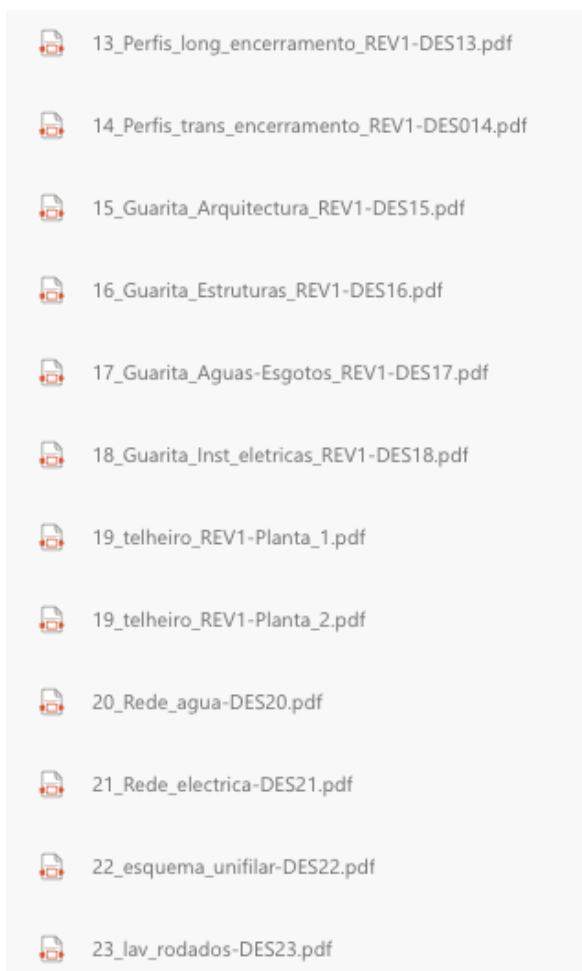 13_Perfis_long_encerramento_REV1-DES13.pdf
14_Perfis_trans_encerramento_REV1-DES014.pdf
15_Guarita_Arquitectura_REV1-DES15.pdf
16_Guarita_Estruturas_REV1-DES16.pdf
17_Guarita_Aguas-Esgotos_REV1-DES17.pdf
18_Guarita_Inst_eletricas_REV1-DES18.pdf
19_telheiro_REV1-Planta_1.pdf
19_telheiro_REV1-Planta_2.pdf
20_Rede_agua-DES20.pdf
21_Rede_electrica-DES21.pdf
22_esquema_unifilar-DES22.pdf
23_lav_rodados-DES23.pdf